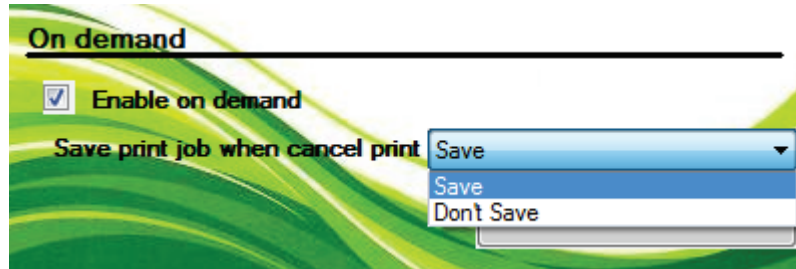 On demand
Enable on demand
Save print job when cancel print Save
Save
Don't Save